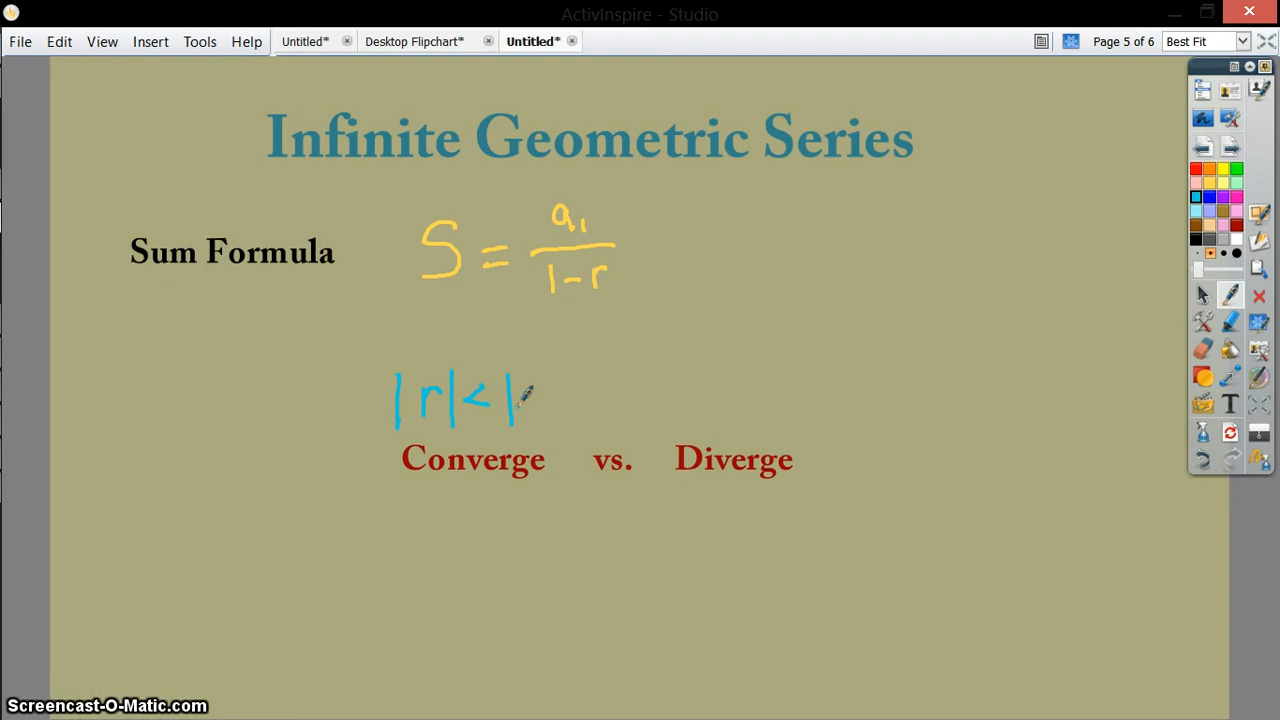 ActivInspire - Studio
File Edit View Insert Tools Help Untitled* Desktop Flipchart* Untitled* Page 5 of 6 Best Fit
Infinite Geometric Series
Sum Formula S = a₁ / (1 - r)
|r| < 1
Converge vs. Diverge
Screencast-O-Matic.com